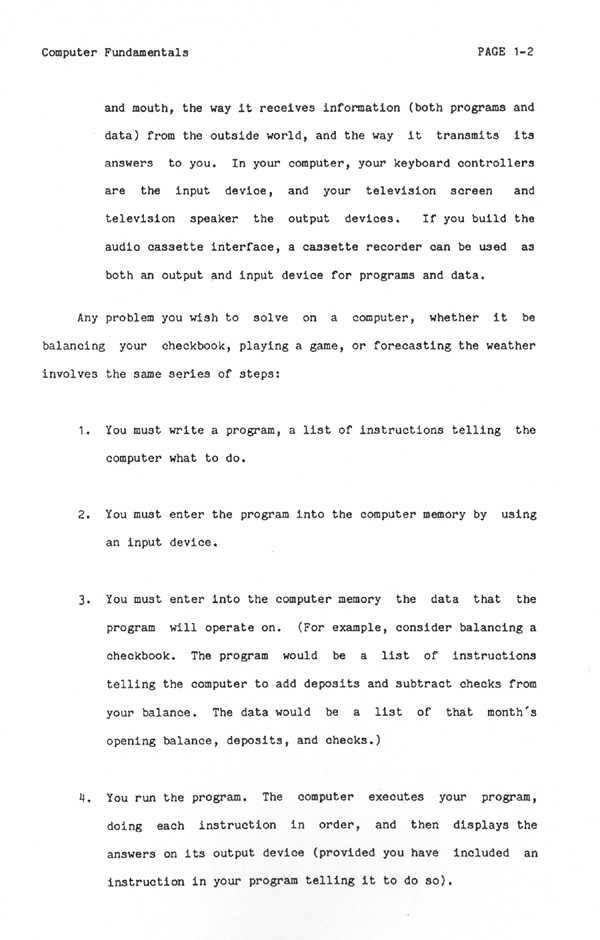 Computer Fundamentals PAGE 1-2
and mouth, the way it receives information (both programs and
data) from the outside world, and the way it transmits its
answers to you. In your computer, your keyboard controllers
are the input device, and your television screen and
television speaker the output devices. If you build the
audio cassette interface, a cassette recorder can be used as
both an output and input device for programs and data.
Any problem you wish to solve on a computer, whether it be
balancing your checkbook, playing a game, or forecasting the weather
involves the same series of steps:
1. You must write a program, a list of instructions telling the
computer what to do.
2. You must enter the program into the computer memory by using
an input device.
3. You must enter into the computer memory the data that the
program will operate on. (For example, consider balancing a
checkbook. The program would be a list of instructions
telling the computer to add deposits and subtract checks from
your balance. The data would be a list of that month's
opening balance, deposits, and checks.)
4. You run the program. The computer executes your program,
doing each instruction in order, and then displays the
answers on its output device (provided you have included an
instruction in your program telling it to do so).